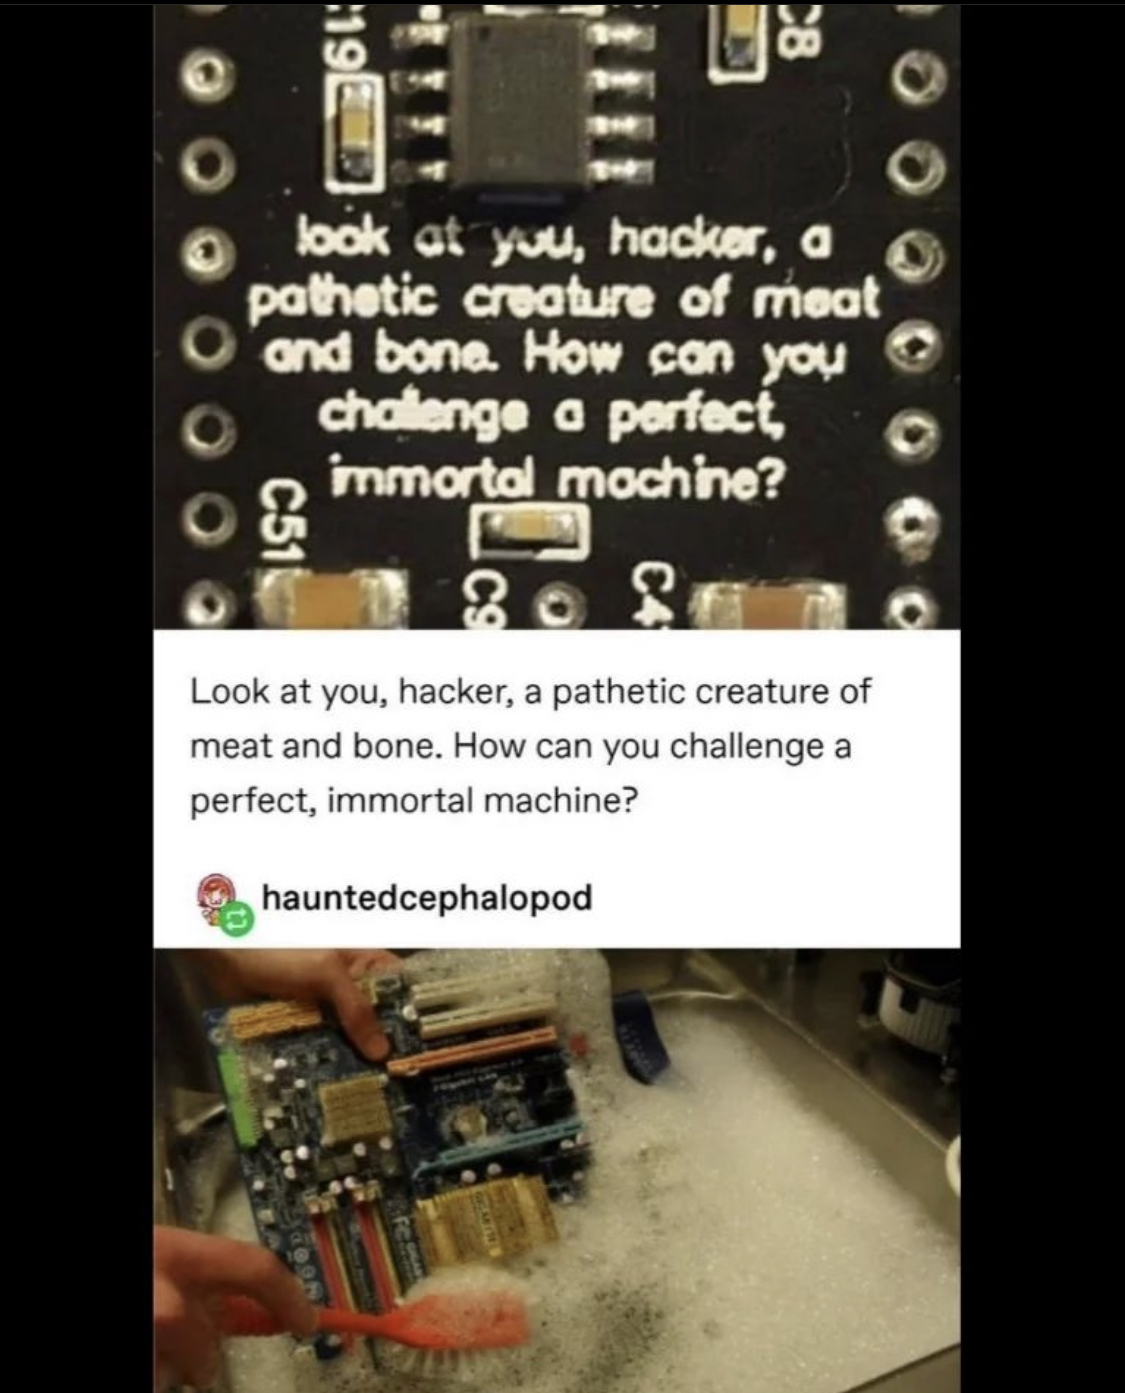 C19
C8
look at you, hacker, a
pathetic creature of meat
and bone. How can you
challenge a perfect,
immortal machine?
C51
C9
Look at you, hacker, a pathetic creature of
meat and bone. How can you challenge a
perfect, immortal machine?
hauntedcephalopod